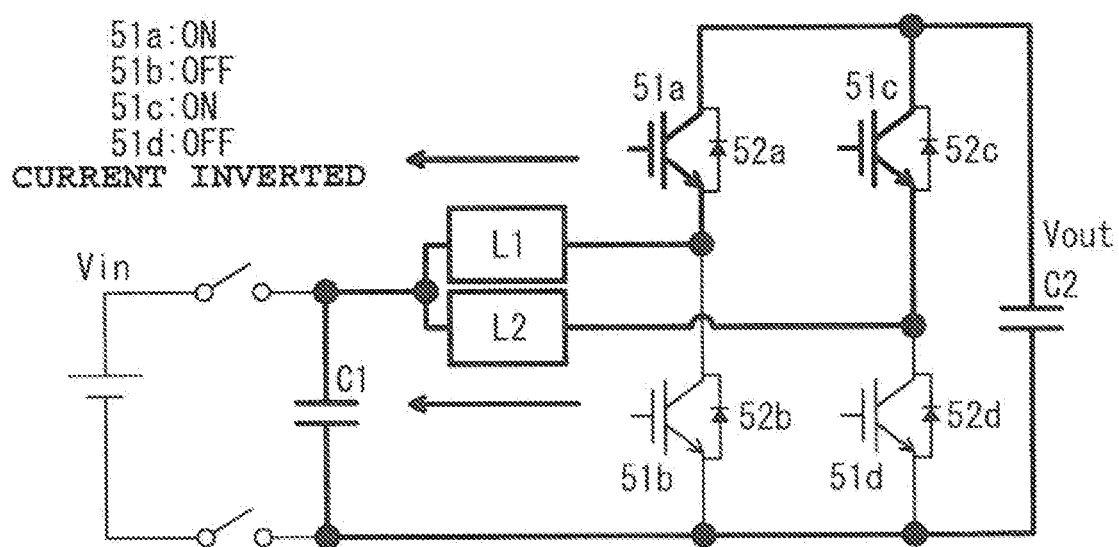 51a:ON
51b:OFF
51c:ON
51d:OFF
CURRENT INVERTED
51a
51c
52a
52c
L1
Vin
Vout
C2
L2
C1
52b
52d
51b
51d